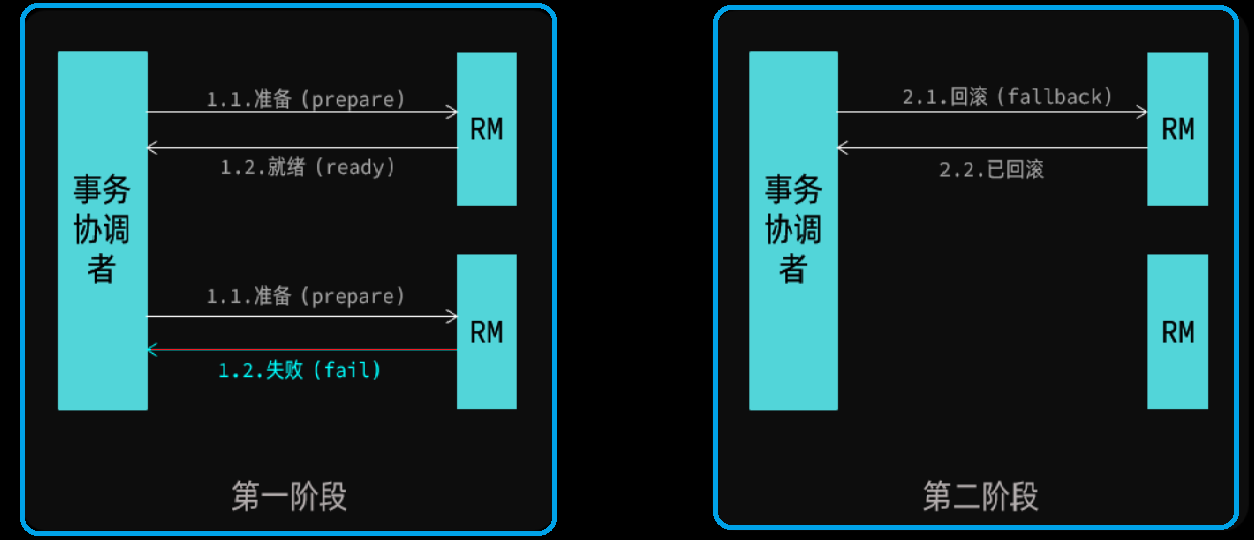 1.1.准备（prepare）
RM
1.2.就绪（ready）
事务
协调
者
1.1.准备（prepare）
RM
1.2.失败（fail）
第一阶段
2.1.回滚（fallback）
RM
2.2.已回滚
事务
协调
者
RM
第二阶段